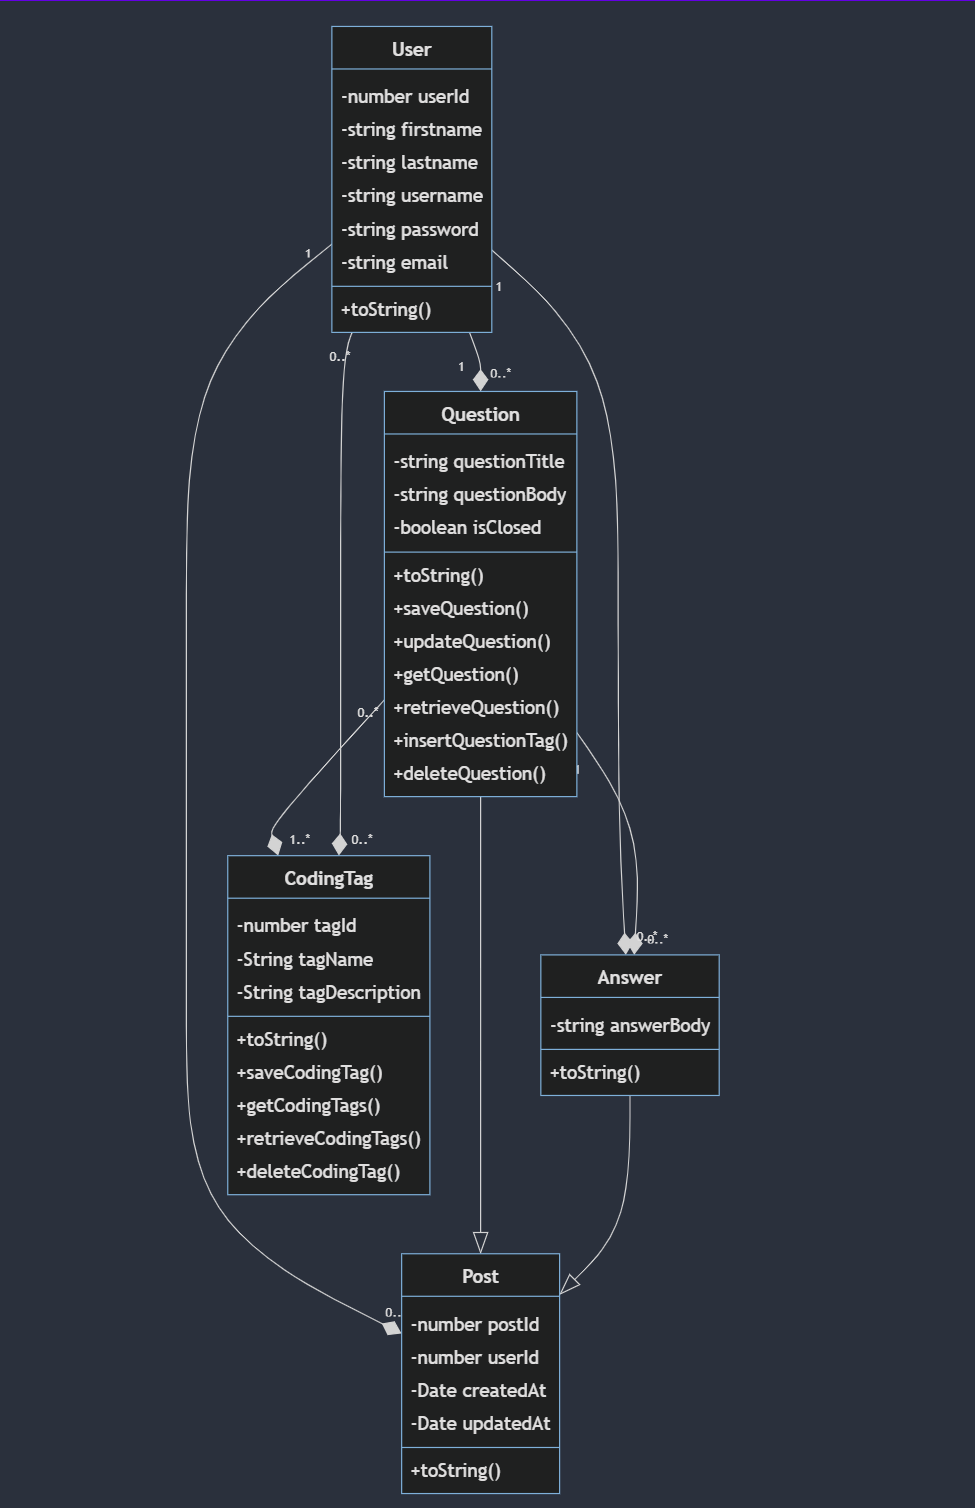 User
-number userId
-string firstname
-string lastname
-string username
-string password
-string email
+toString()
1
1
0..*
1
0..*
Question
-string questionTitle
-string questionBody
-boolean isClosed
+toString()
+saveQuestion()
+updateQuestion()
+getQuestion()
+retrieveQuestion()
+insertQuestionTag()
+deleteQuestion()
0..*
1
1..*
0..*
CodingTag
-number tagId
-String tagName
-String tagDescription
+toString()
+saveCodingTag()
+getCodingTags()
+retrieveCodingTags()
+deleteCodingTag()
0..*
0..*
Answer
-string answerBody
+toString()
0..
Post
-number postId
-number userId
-Date createdAt
-Date updatedAt
+toString()